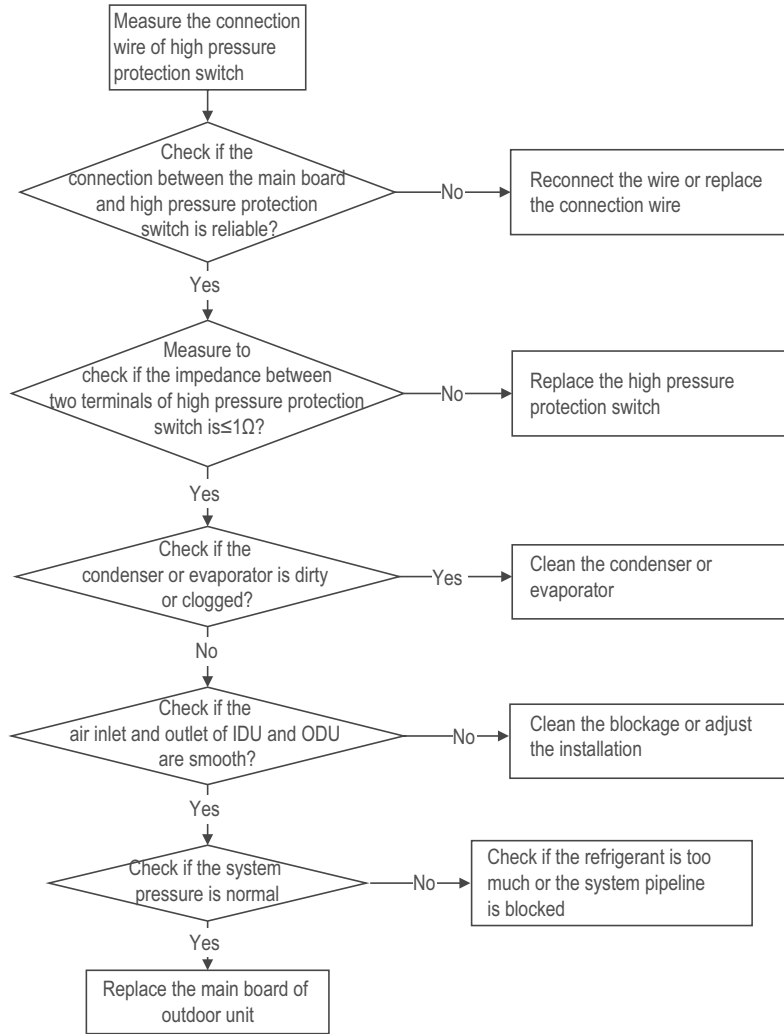 Measure the connection
wire of high pressure
protection switch
Check if the
connection between the main board
and high pressure protection
switch is reliable?
No
Reconnect the wire or replace
the connection wire
Yes
Measure to
check if the impedance between
two terminals of high pressure protection
switch is≤1Ω?
No
Replace the high pressure
protection switch
Yes
Check if the
condenser or evaporator is dirty
or clogged?
Yes
Clean the condenser or
evaporator
No
Check if the
air inlet and outlet of IDU and ODU
are smooth?
No
Clean the blockage or adjust
the installation
Yes
Check if the system
pressure is normal
No
Check if the refrigerant is too
much or the system pipeline
is blocked
Yes
Replace the main board of
outdoor unit